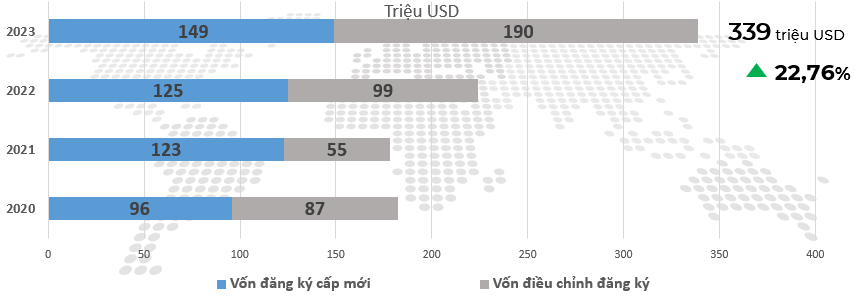 Triệu USD
2023 149 190 339 triệu USD
22,76%
2022 125 99
2021 123 55
2020 96 87
0 50 100 150 200 250 300 350 400
Vốn đăng ký cấp mới Vốn điều chỉnh đăng ký